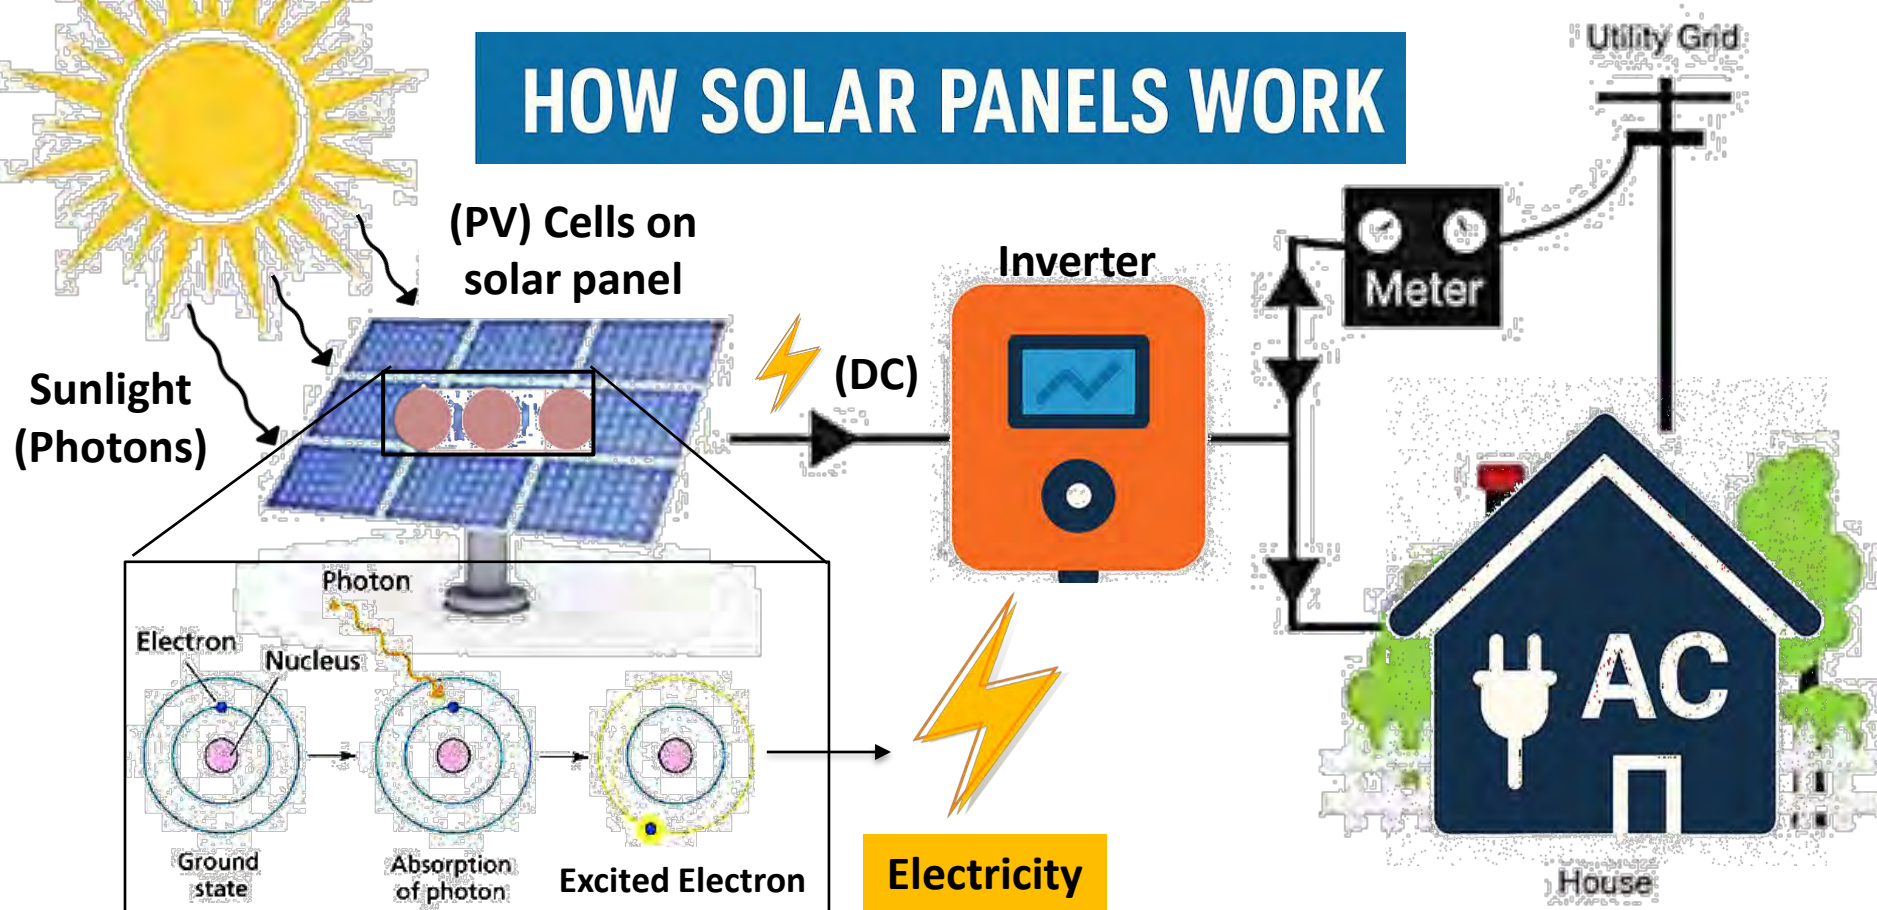 HOW SOLAR PANELS WORK
Utility Grid
(PV) Cells on
solar panel
Inverter
Meter
Sunlight
(Photons)
(DC)
Photon
Electron
Nucleus
AC
Ground
state
Absorption
of photon
Excited Electron
Electricity
House